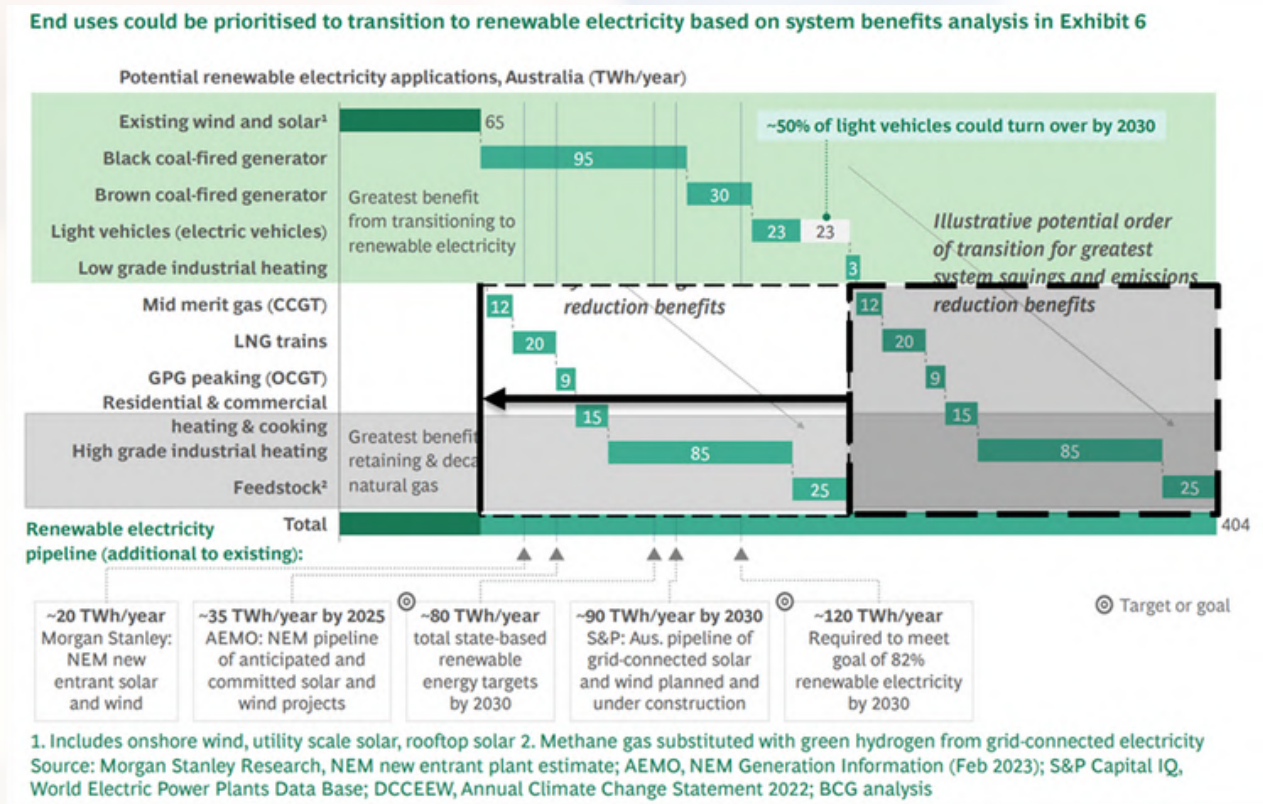 End uses could be prioritised to transition to renewable electricity based on system benefits analysis in Exhibit 6
Potential renewable electricity applications, Australia (TWh/year)
Existing wind and solar¹
65
~50% of light vehicles could turn over by 2030
Black coal-fired generator
95
Brown coal-fired generator
30
Greatest benefit
from transitioning to
renewable electricity
Light vehicles (electric vehicles)
23
23
Illustrative potential order
of transition for greatest
system savings and emissions
reduction benefits
Low grade industrial heating
3
reduction benefits
Mid merit gas (CCGT)
12
12
LNG trains
20
20
GPG peaking (OCGT)
9
9
Residential & commercial
heating & cooking
15
15
Greatest benefit
retaining & deca
natural gas
High grade industrial heating
85
85
Feedstock²
25
25
Total
404
Renewable electricity
pipeline (additional to existing):
~20 TWh/year
Morgan Stanley:
NEM new
entrant solar
and wind
~35 TWh/year by 2025
AEMO: NEM pipeline
of anticipated and
committed solar and
wind projects
~80 TWh/year
total state-based
renewable
energy targets
by 2030
~90 TWh/year by 2030
S&P: Aus. pipeline of
grid-connected solar
and wind planned and
under construction
~120 TWh/year
Required to meet
goal of 82%
renewable electricity
by 2030
Target or goal
1. Includes onshore wind, utility scale solar, rooftop solar 2. Methane gas substituted with green hydrogen from grid-connected electricity
Source: Morgan Stanley Research, NEM new entrant plant estimate; AEMO, NEM Generation Information (Feb 2023); S&P Capital IQ,
World Electric Power Plants Data Base; DCCEEW, Annual Climate Change Statement 2022; BCG analysis